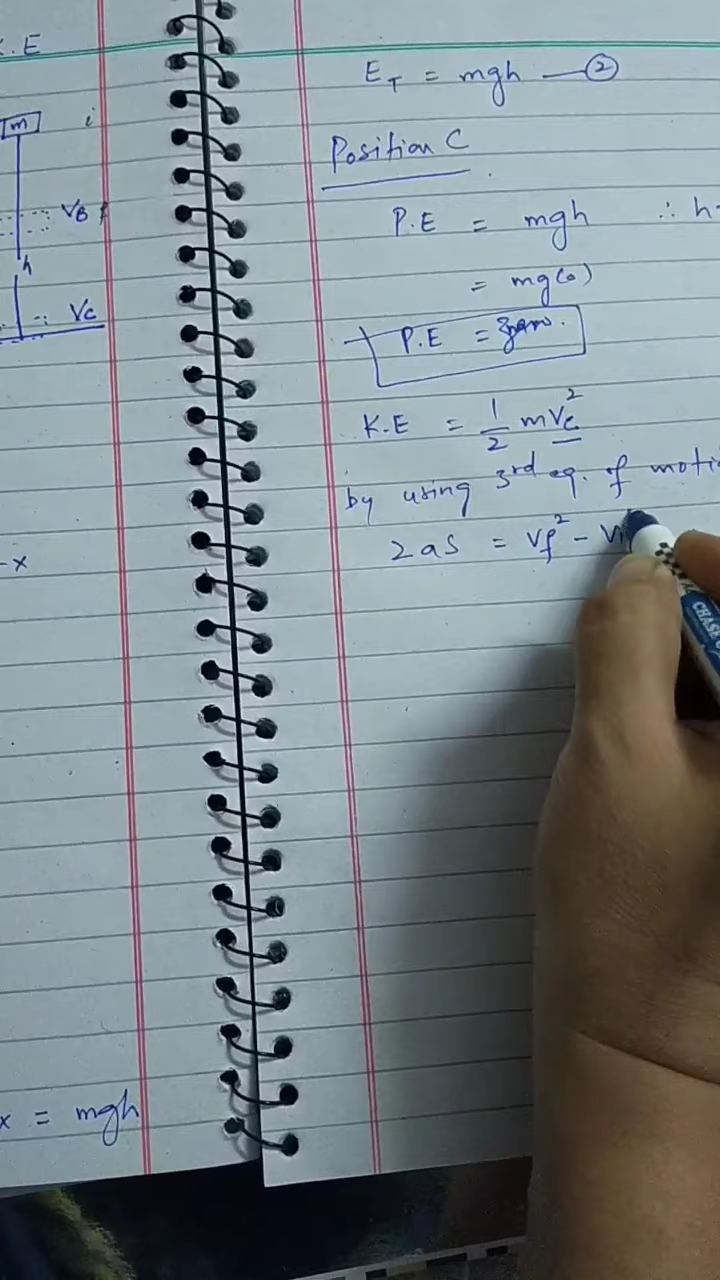 K.E
m
VB
h
Vc
-x
x = mgh
ET = mgh — ②
Position C
P.E = mgh ∴ h
= mg(0)
P.E = Zero.
K.E = 1/2 mVc²
by using 3rd eq. of moti
2as = Vf² - Vi
CHASE